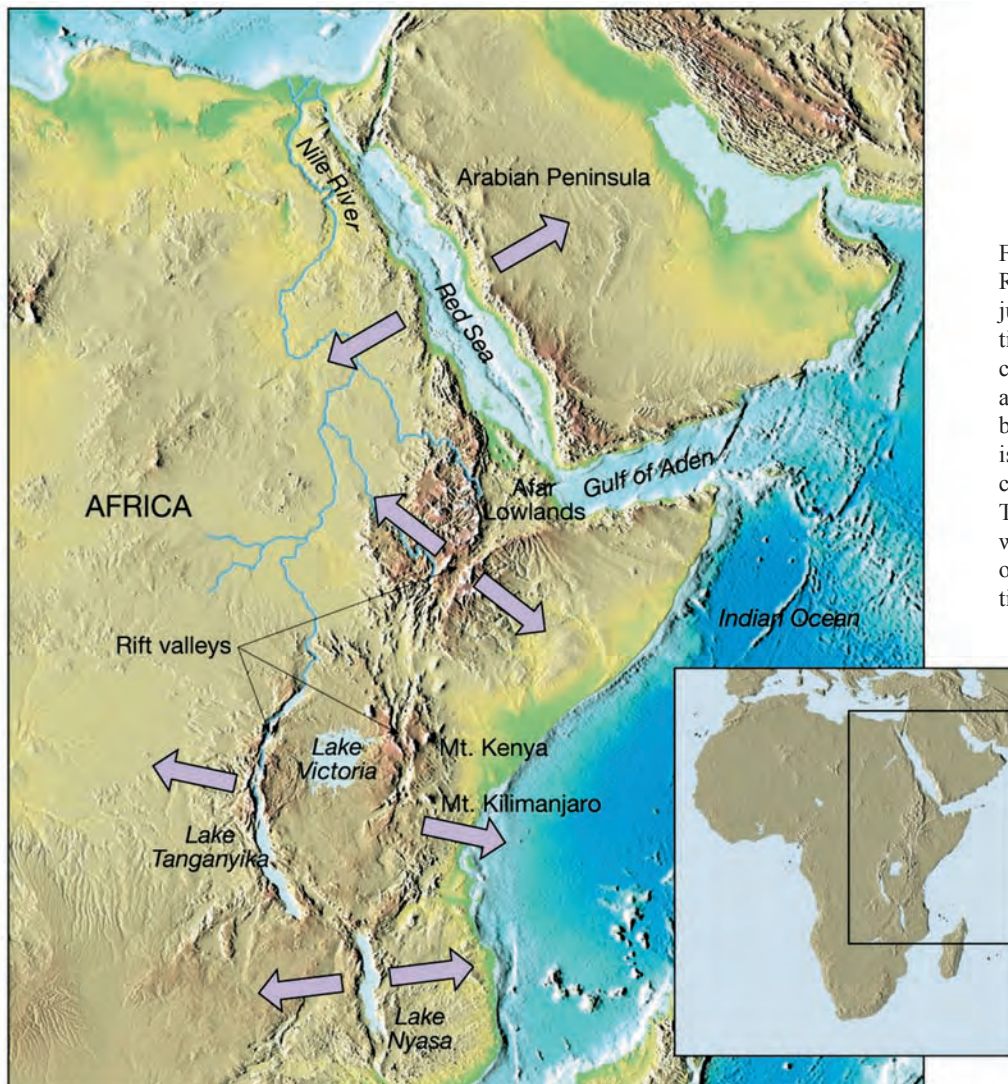 Nile River
Arabian Peninsula
Red Sea
Gulf of Aden
Afar
Lowlands
AFRICA
Indian Ocean
Rift valleys
Lake
Victoria
Mt. Kenya
Mt. Kilimanjaro
Lake
Tanganyika
Lake
Nyasa